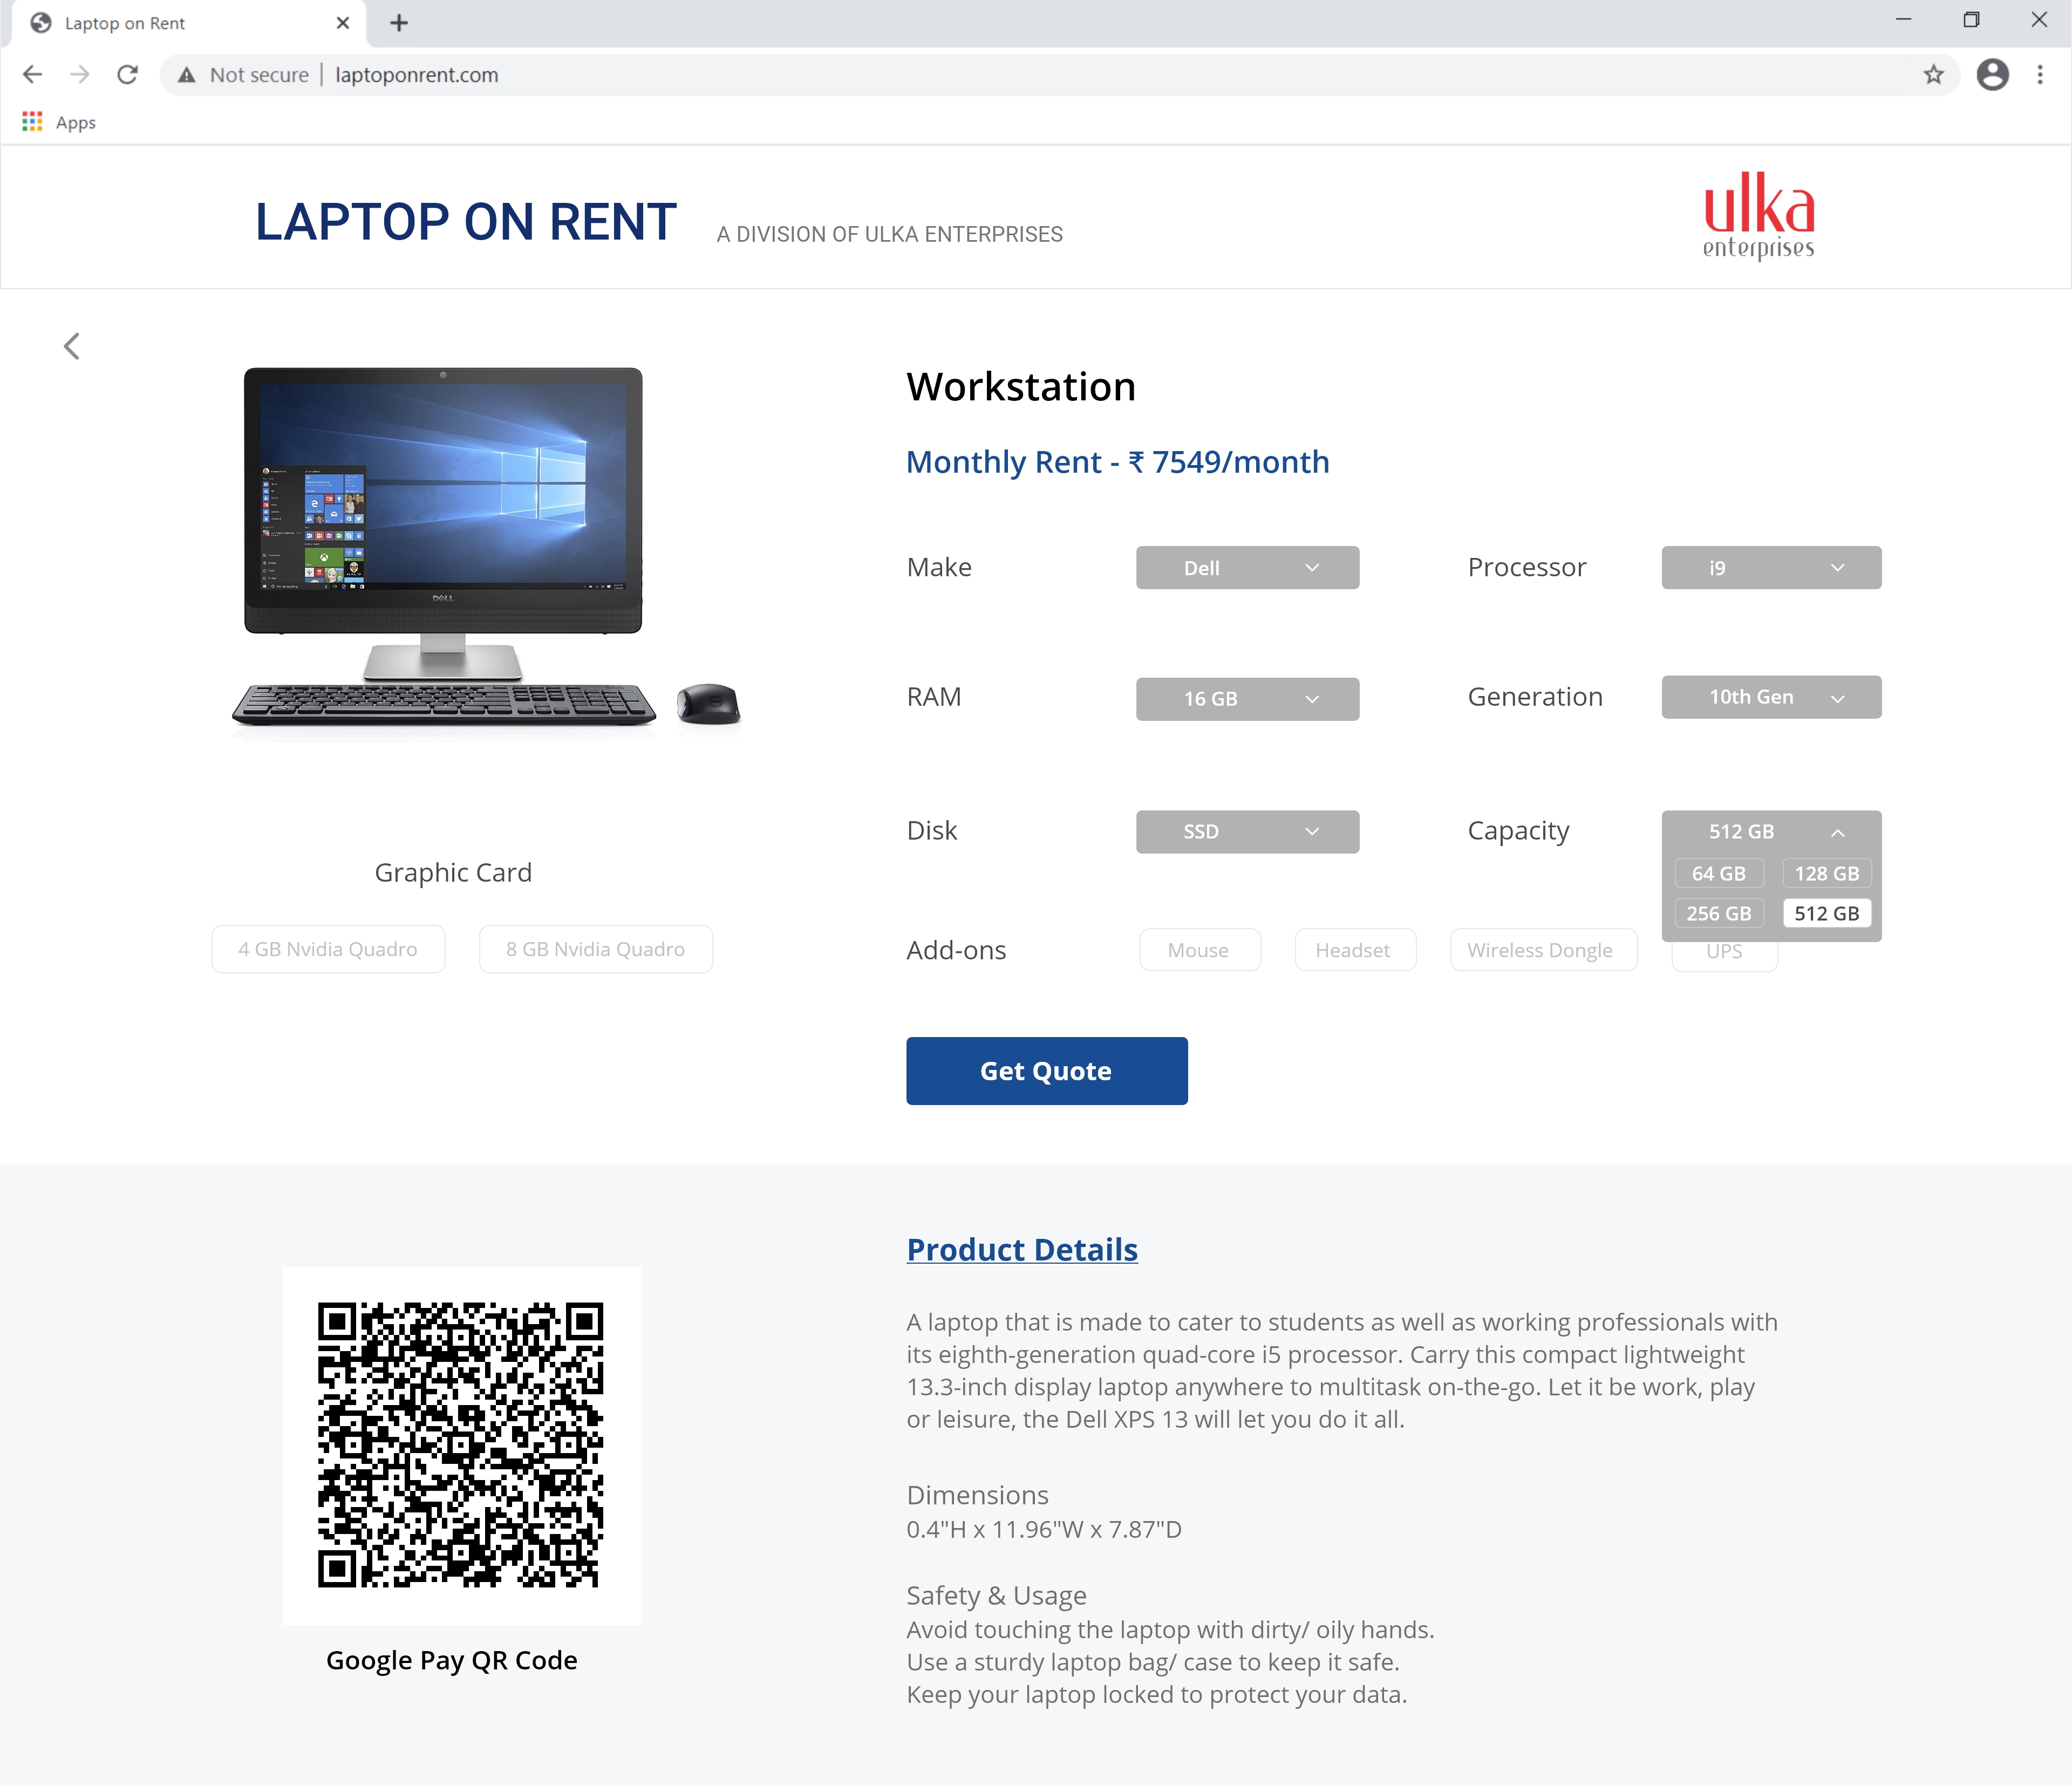 Laptop on Rent
Not secure laptoponrent.com
Apps
LAPTOP ON RENT A DIVISION OF ULKA ENTERPRISES
ulka
enterprises
Workstation
Monthly Rent - ₹ 7549/month
Make Dell Processor i9
RAM 16 GB Generation 10th Gen
Disk SSD Capacity 512 GB
64 GB 128 GB
256 GB 512 GB
DELL
Graphic Card
4 GB Nvidia Quadro 8 GB Nvidia Quadro
Add-ons Mouse Headset Wireless Dongle UPS
Get Quote
Product Details
A laptop that is made to cater to students as well as working professionals with
its eighth-generation quad-core i5 processor. Carry this compact lightweight
13.3-inch display laptop anywhere to multitask on-the-go. Let it be work, play
or leisure, the Dell XPS 13 will let you do it all.
Dimensions
0.4"H x 11.96"W x 7.87"D
Safety & Usage
Avoid touching the laptop with dirty/ oily hands.
Use a sturdy laptop bag/ case to keep it safe.
Keep your laptop locked to protect your data.
Google Pay QR Code